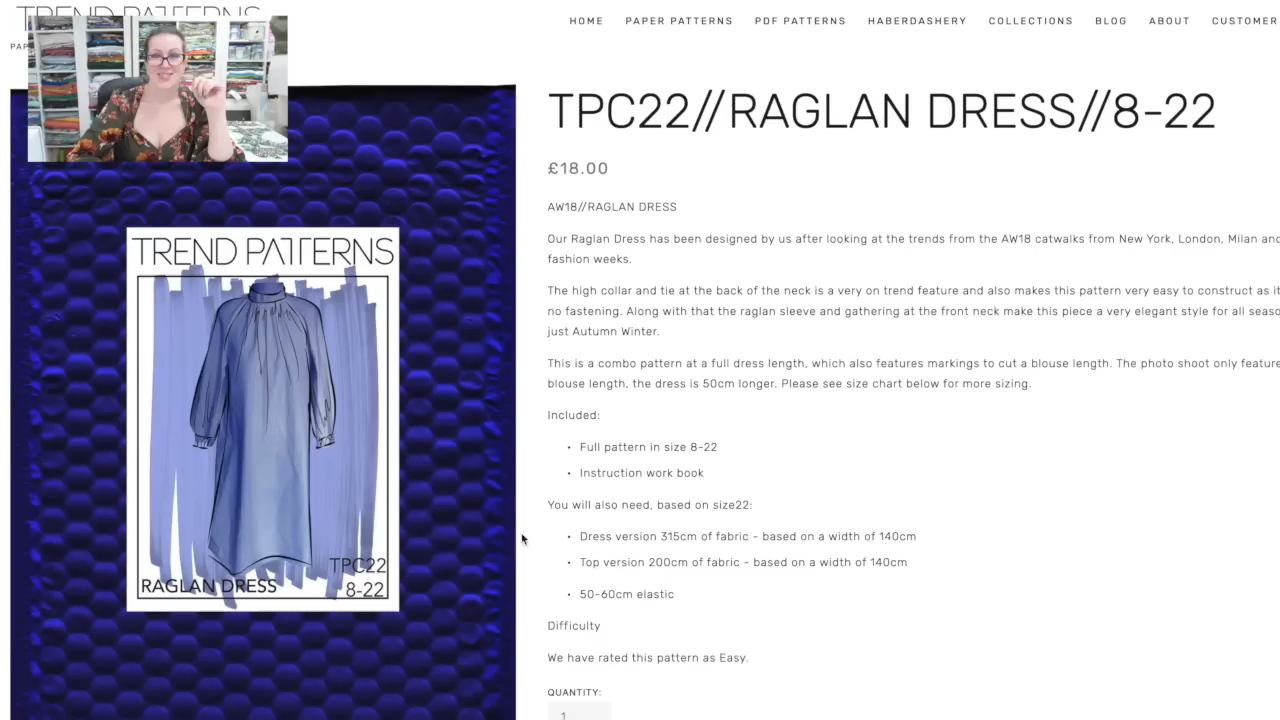 TREND PATTERNS
HOME PAPER PATTERNS PDF PATTERNS HABERDASHERY COLLECTIONS BLOG ABOUT CUSTOMER
TPC22//RAGLAN DRESS//8-22
£18.00
AW18//RAGLAN DRESS
Our Raglan Dress has been designed by us after looking at the trends from the AW18 catwalks from New York, London, Milan and
fashion weeks.
The high collar and tie at the back of the neck is a very on trend feature and also makes this pattern very easy to construct as it
no fastening. Along with that the raglan sleeve and gathering at the front neck make this piece a very elegant style for all
just Autumn Winter.
This is a combo pattern at a full dress length, which also features markings to cut a blouse length. The photo shoot only feature
blouse length, the dress is 50cm longer. Please see size chart below for more sizing.
Included:
• Full pattern in size 8-22
• Instruction work book
You will also need, based on size22:
• Dress version 315cm of fabric - based on a width of 140cm
• Top version 200cm of fabric - based on a width of 140cm
• 50-60cm elastic
Difficulty
We have rated this pattern as Easy.
QUANTITY:
1
TREND PATTERNS
TPC22
RAGLAN DRESS
8-22